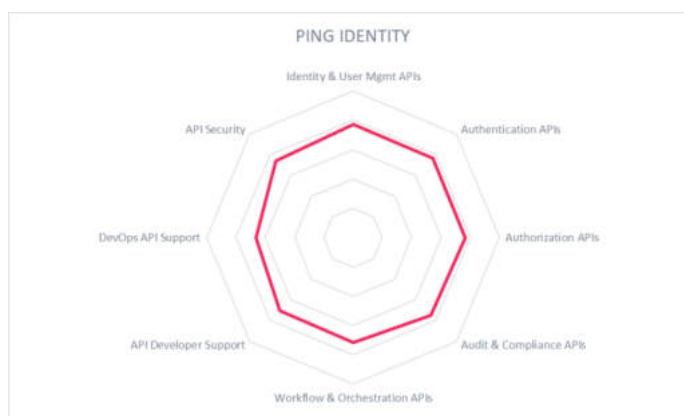 PING IDENTITY
Identity & User Mgmt APIs
API Security
Authentication APIs
DevOps API Support
Authorization APIs
API Developer Support
Audit & Compliance APIs
Workflow & Orchestration APIs